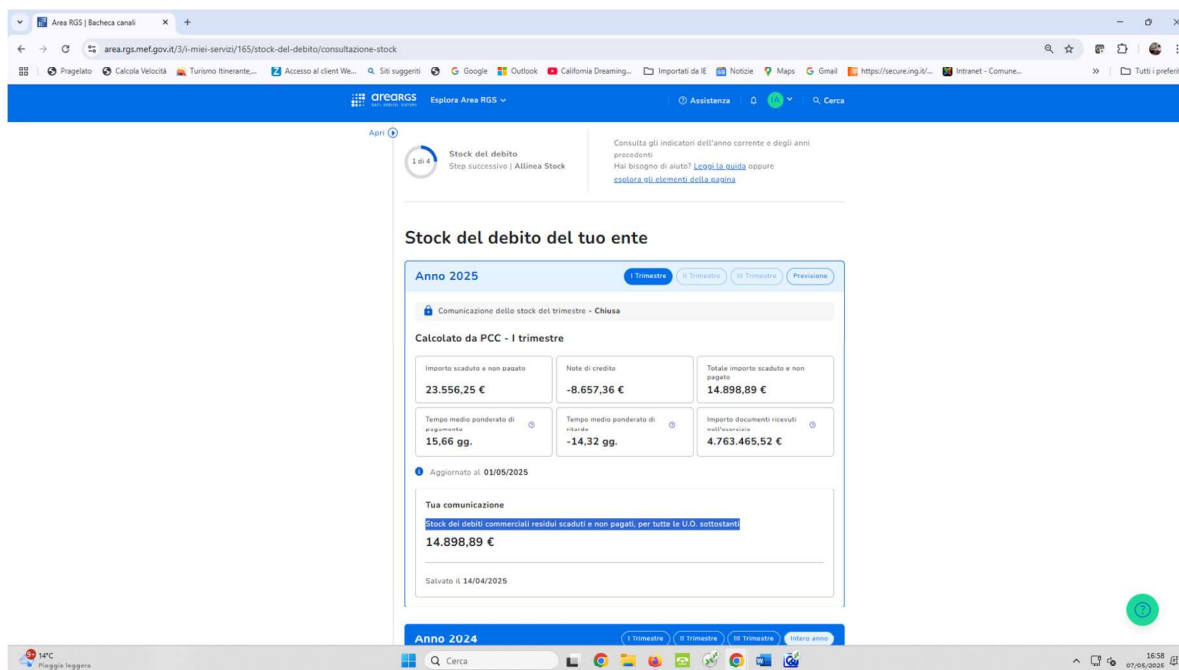 Area RGS | Bacheca canali
area.rgs.mef.gov.it/3/i-miei-servizi/165/stock-del-debito/consultazione-stock
Pragelato Calcola Velocità Turismo Itinerante,... Accesso al client We... Siti suggeriti Google Outlook California Dreaming... Importati da IE Notizie Maps Gmail https://secure.ing.it/... Intranet - Comune... » Tutti i preferit
areaRGS Esplora Area RGS Assistenza IA Cerca
DATI SERVIZI SISTEMI
Apri
1 di 4
Stock del debito
Step successivo | Allinea Stock
Consulta gli indicatori dell'anno corrente e degli anni
precedenti
Hai bisogno di aiuto? Leggi la guida oppure
esplora gli elementi della pagina
Stock del debito del tuo ente
Anno 2025 I Trimestre II Trimestre III Trimestre Previsione
Comunicazione dello stock del trimestre - Chiusa
Calcolato da PCC - I trimestre
Importo scaduto e non pagato
23.556,25 €
Note di credito
-8.657,36 €
Totale importo scaduto e non
pagato
14.898,89 €
Tempo medio ponderato di
pagamento
15,66 gg.
Tempo medio ponderato di
ritardo
-14,32 gg.
Importo documenti ricevuti
nell'esercizio
4.763.465,52 €
Aggiornato al 01/05/2025
Tua comunicazione
Stock dei debiti commerciali residui scaduti e non pagati, per tutte le U.O. sottostanti
14.898,89 €
Salvato il 14/04/2025
Anno 2024 I Trimestre II Trimestre III Trimestre Intero anno
14°C
Pioggia leggera
Cerca
16:58
07/05/2025